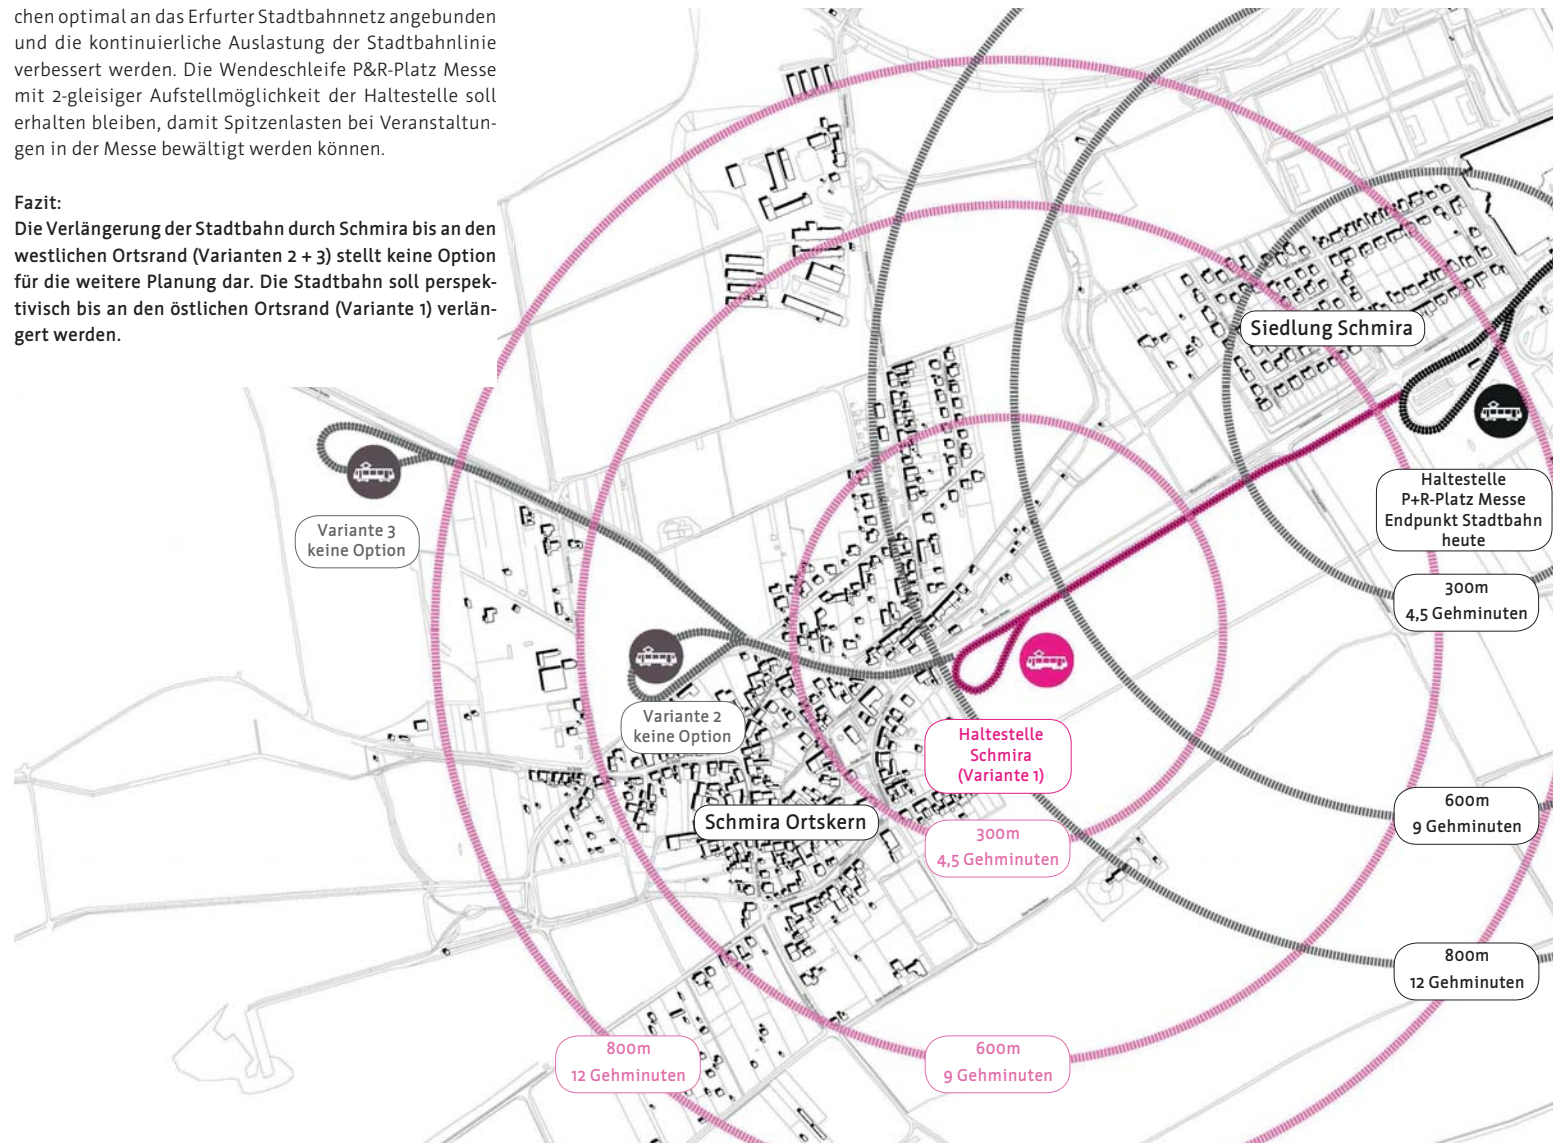 chen optimal an das Erfurter Stadtbahnnetz angebunden
und die kontinuierliche Auslastung der Stadtbahnlinie
verbessert werden. Die Wendeschleife P&R-Platz Messe
mit 2-gleisiger Aufstellmöglichkeit der Haltestelle soll
erhalten bleiben, damit Spitzenlasten bei Veranstaltun-
gen in der Messe bewältigt werden können.
Fazit:
Die Verlängerung der Stadtbahn durch Schmira bis an den
westlichen Ortsrand (Varianten 2 + 3) stellt keine Option
für die weitere Planung dar. Die Stadtbahn soll perspek-
tivisch bis an den östlichen Ortsrand (Variante 1) verlän-
gert werden.
Siedlung Schmira
Haltestelle
P+R-Platz Messe
Endpunkt Stadtbahn
heute
Variante 3
keine Option
300m
4,5 Gehminuten
Variante 2
keine Option
Haltestelle
Schmira
(Variante 1)
Schmira Ortskern
300m
4,5 Gehminuten
600m
9 Gehminuten
800m
12 Gehminuten
800m
12 Gehminuten
600m
9 Gehminuten